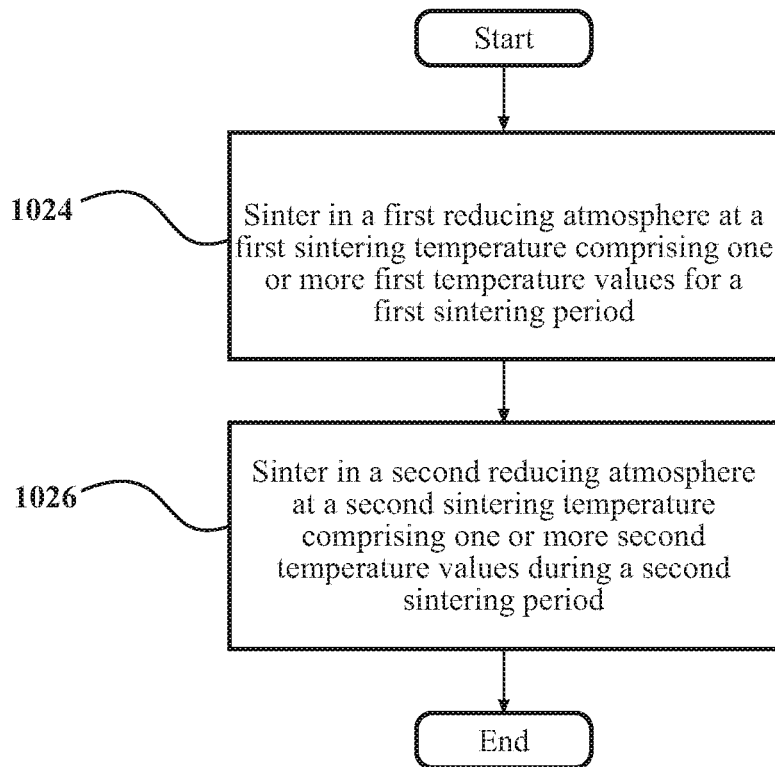 Start
1024
Sinter in a first reducing atmosphere at a
first sintering temperature comprising one
or more first temperature values for a
first sintering period
1026
Sinter in a second reducing atmosphere
at a second sintering temperature
comprising one or more second
temperature values during a second
sintering period
End